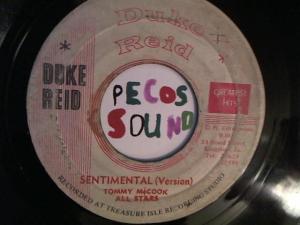 Duke
Reid
DUKE
REID
GREATEST
HITS
PECOS
SOUND
SENTIMENTAL (Version)
TOMMY McCOOK
ALL STARS
RECORDED AT TREASURE ISLE RECORDING STUDIO